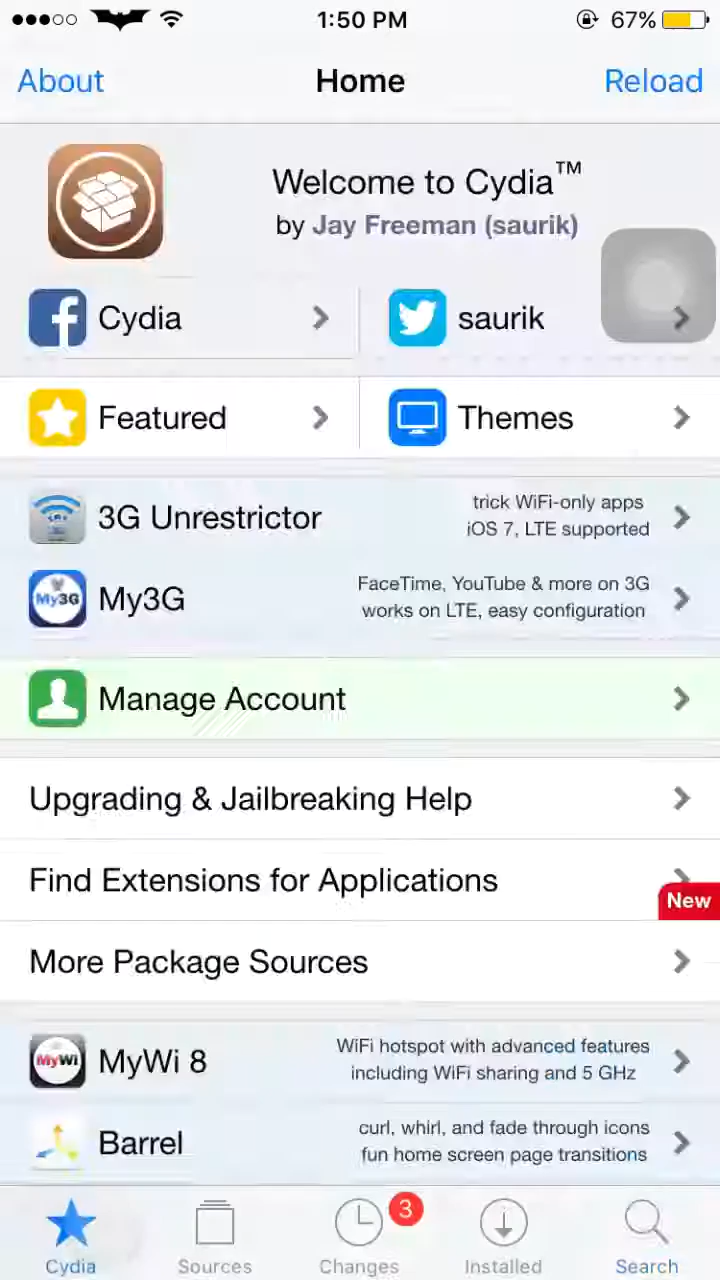 1:50 PM
67%
About
Home
Reload
Welcome to Cydia™
by Jay Freeman (saurik)
Cydia
saurik
Featured
Themes
3G Unrestrictor
trick WiFi-only apps
iOS 7, LTE supported
My3G
My3G
FaceTime, YouTube & more on 3G
works on LTE, easy configuration
Manage Account
Upgrading & Jailbreaking Help
Find Extensions for Applications
New
More Package Sources
MyWi
MyWi 8
WiFi hotspot with advanced features
including WiFi sharing and 5 GHz
Barrel
curl, whirl, and fade through icons
fun home screen page transitions
3
Cydia
Sources
Changes
Installed
Search